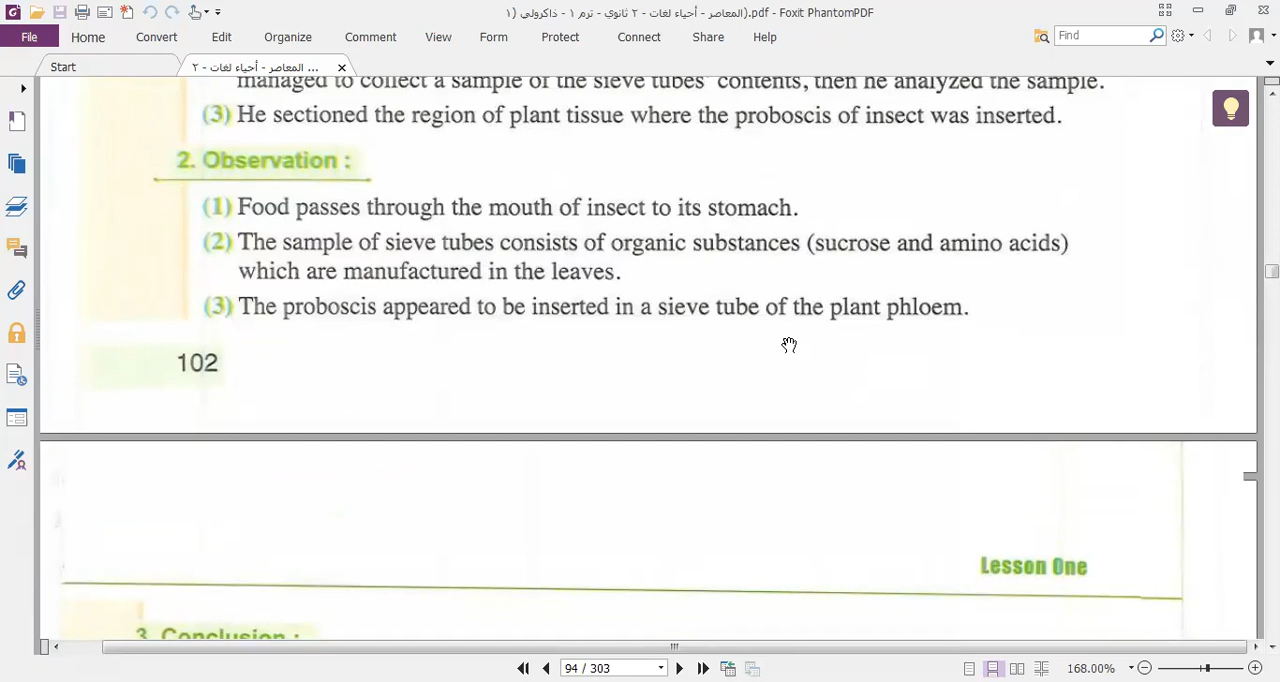 (المعاصر - أحياء لغات - ٢ ثانوي - ترم ١ - ذاكرولي (١.pdf - Foxit PhantomPDF
File Home Convert Edit Organize Comment View Form Protect Connect Share Help Find
Start المعاصر - أحياء لغات - ٢ ...
managed to collect a sample of the sieve tubes' contents, then he analyzed the sample.
(3) He sectioned the region of plant tissue where the proboscis of insect was inserted.
2. Observation :
(1) Food passes through the mouth of insect to its stomach.
(2) The sample of sieve tubes consists of organic substances (sucrose and amino acids)
which are manufactured in the leaves.
(3) The proboscis appeared to be inserted in a sieve tube of the plant phloem.
102
Lesson One
3. Conclusion :
94 / 303 168.00%